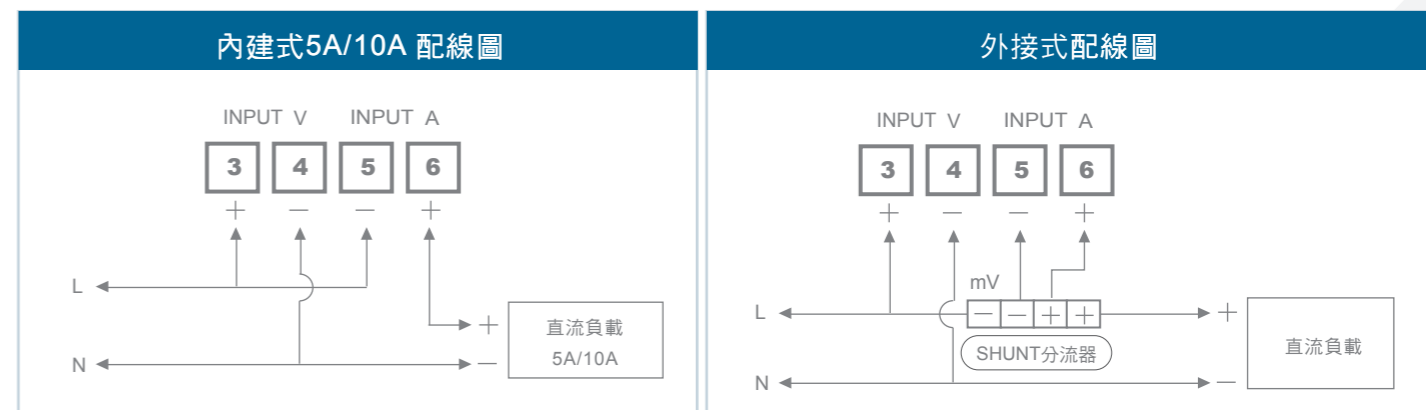 內建式5A/10A 配線圖
INPUT V INPUT A
3 4 5 6
+ — — +
L
+
直流負載
N
—
5A/10A
外接式配線圖
INPUT V INPUT A
3 4 5 6
+ — — +
mV
L
— — + +
+
SHUNT分流器
直流負載
N
—